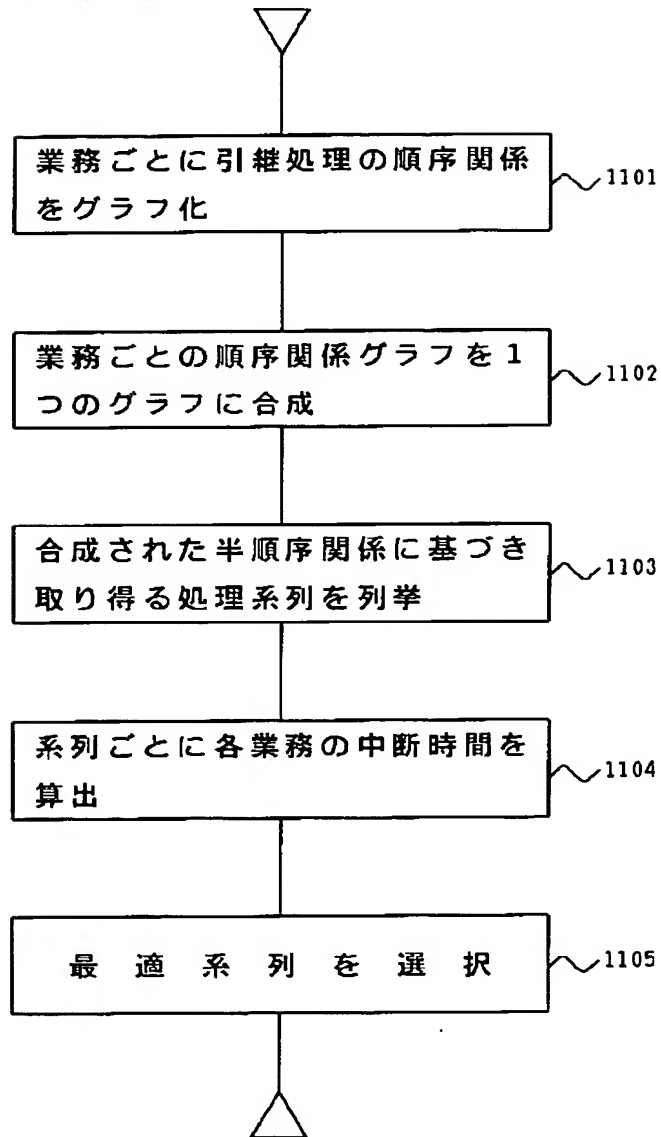 業務ごとに引継処理の順序関係
をグラフ化
1101
業務ごとの順序関係グラフを1
つのグラフに合成
1102
合成された半順序関係に基づき
取り得る処理系列を列挙
1103
系列ごとに各業務の中断時間を
算出
1104
最適系列を選択
1105